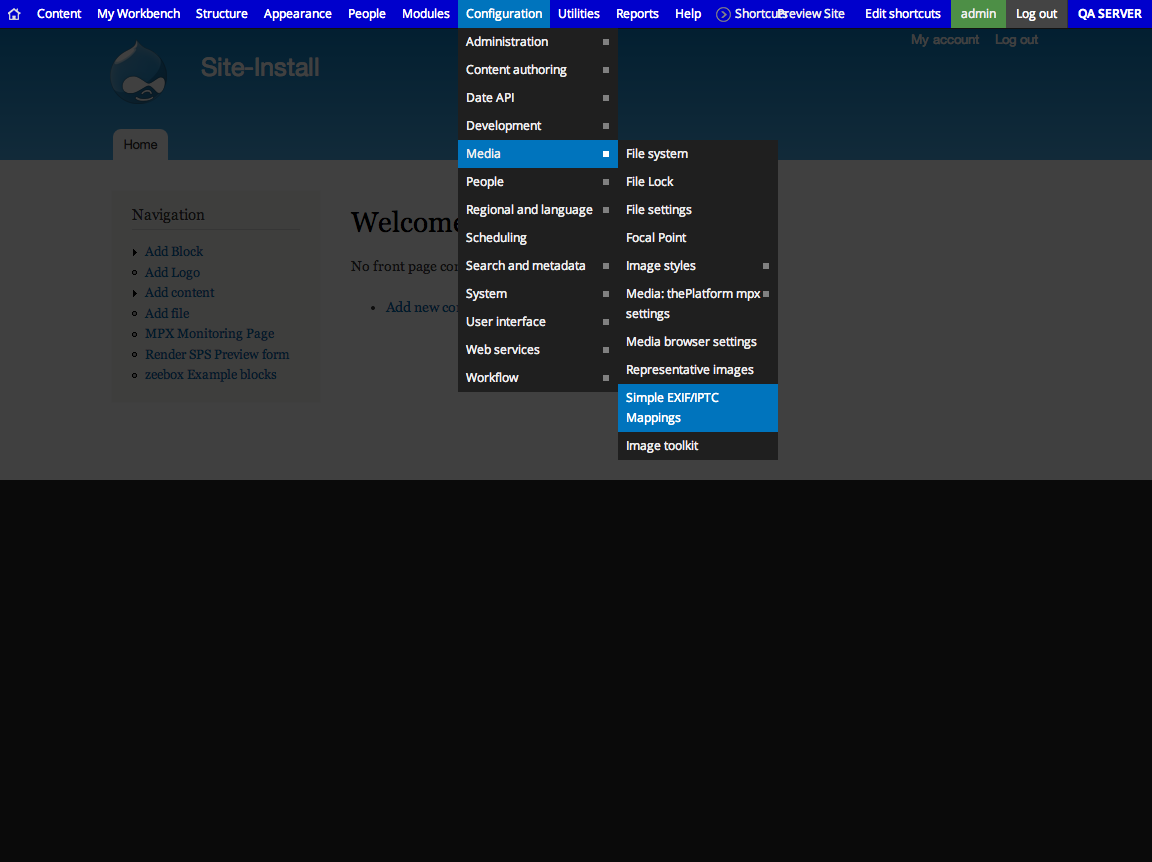 Content My Workbench Structure Appearance People Modules Configuration Utilities Reports Help Shortcuts Preview Site Edit shortcuts admin Log out QA SERVER
My account Log out
Site-Install
Home
Administration
Content authoring
Date API
Development
Media
People
Regional and language
Scheduling
Search and metadata
System
User interface
Web services
Workflow
File system
File Lock
File settings
Focal Point
Image styles
Media: thePlatform mpx
settings
Media browser settings
Representative images
Simple EXIF/IPTC
Mappings
Image toolkit
Navigation
Add Block
Add Logo
Add content
Add file
MPX Monitoring Page
Render SPS Preview form
zeebox Example blocks
Welcome
No front page con
Add new co